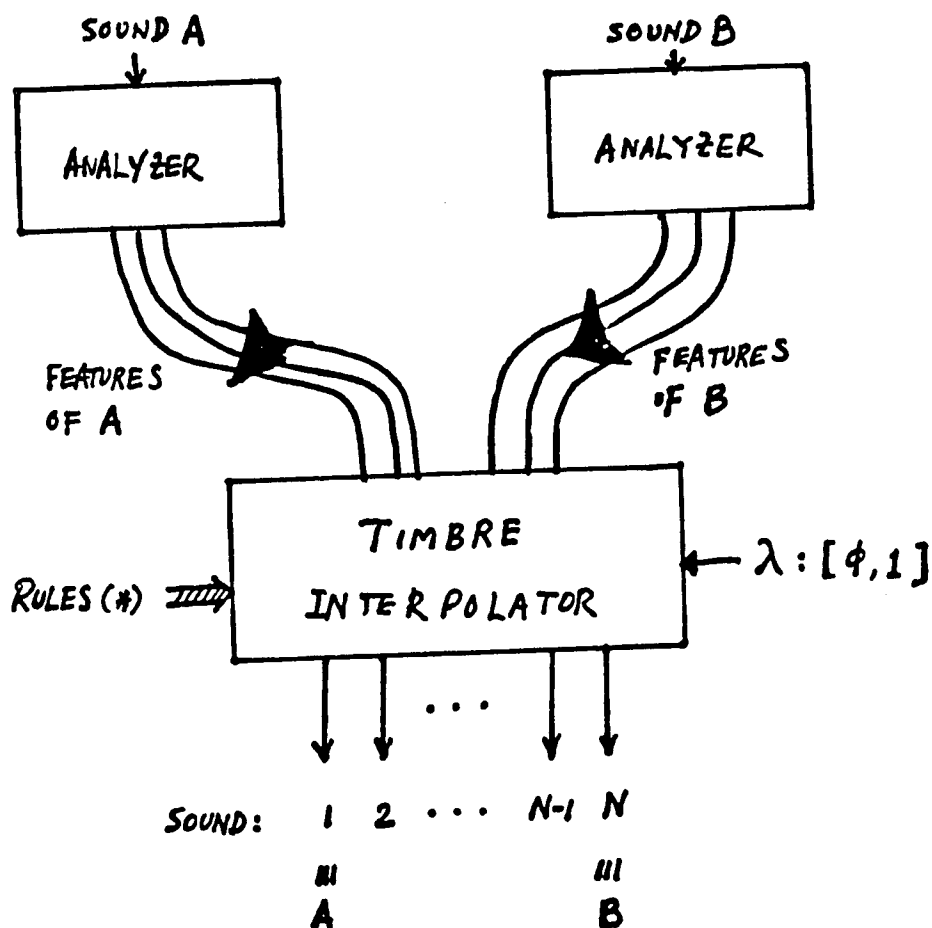 SOUND A
SOUND B
ANALYZER
ANALYZER
FEATURES
OF A
FEATURES
OF B
TIMBRE
INTERPOLATOR
RULES (*)
λ : [ϕ, 1]
. . .
SOUND: 1 2 . . . N-1 N
≡ ≡
A B